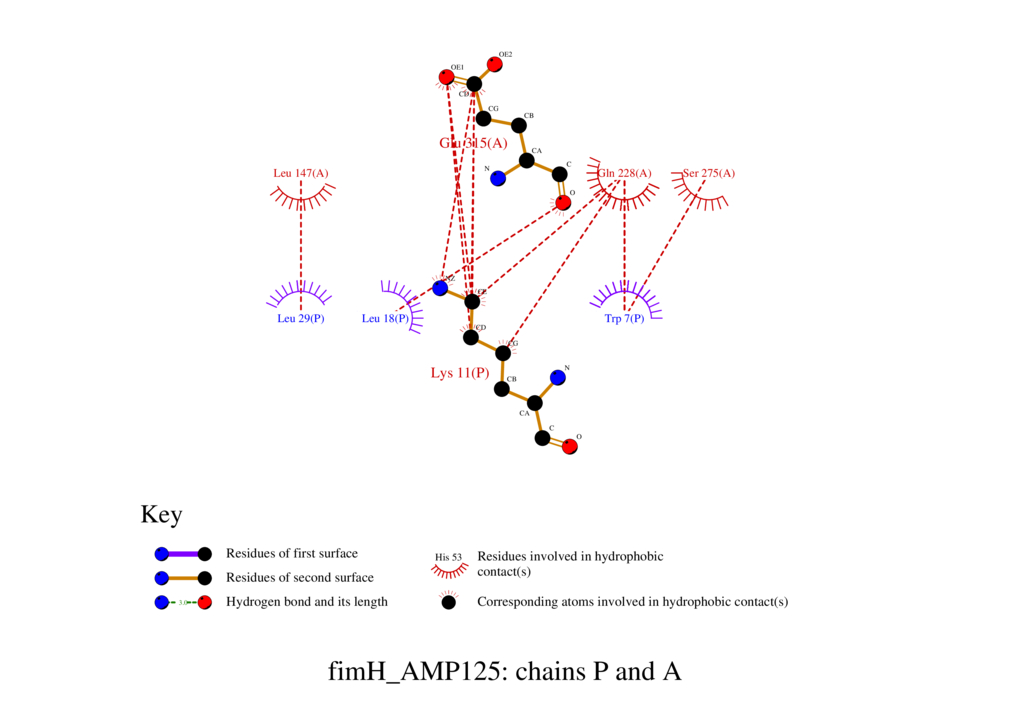 OE2
OE1
CD
CG
CB
Glu 315(A)
CA
N
C
O
Leu 147(A)
Gln 228(A)
Ser 275(A)
NZ
CE
Leu 29(P)
Leu 18(P)
Trp 7(P)
CD
CG
Lys 11(P)
CB
N
CA
C
O
Key
Residues of first surface
Residues of second surface
3.0
Hydrogen bond and its length
His 53
Residues involved in hydrophobic
contact(s)
Corresponding atoms involved in hydrophobic contact(s)
fimH_AMP125: chains P and A